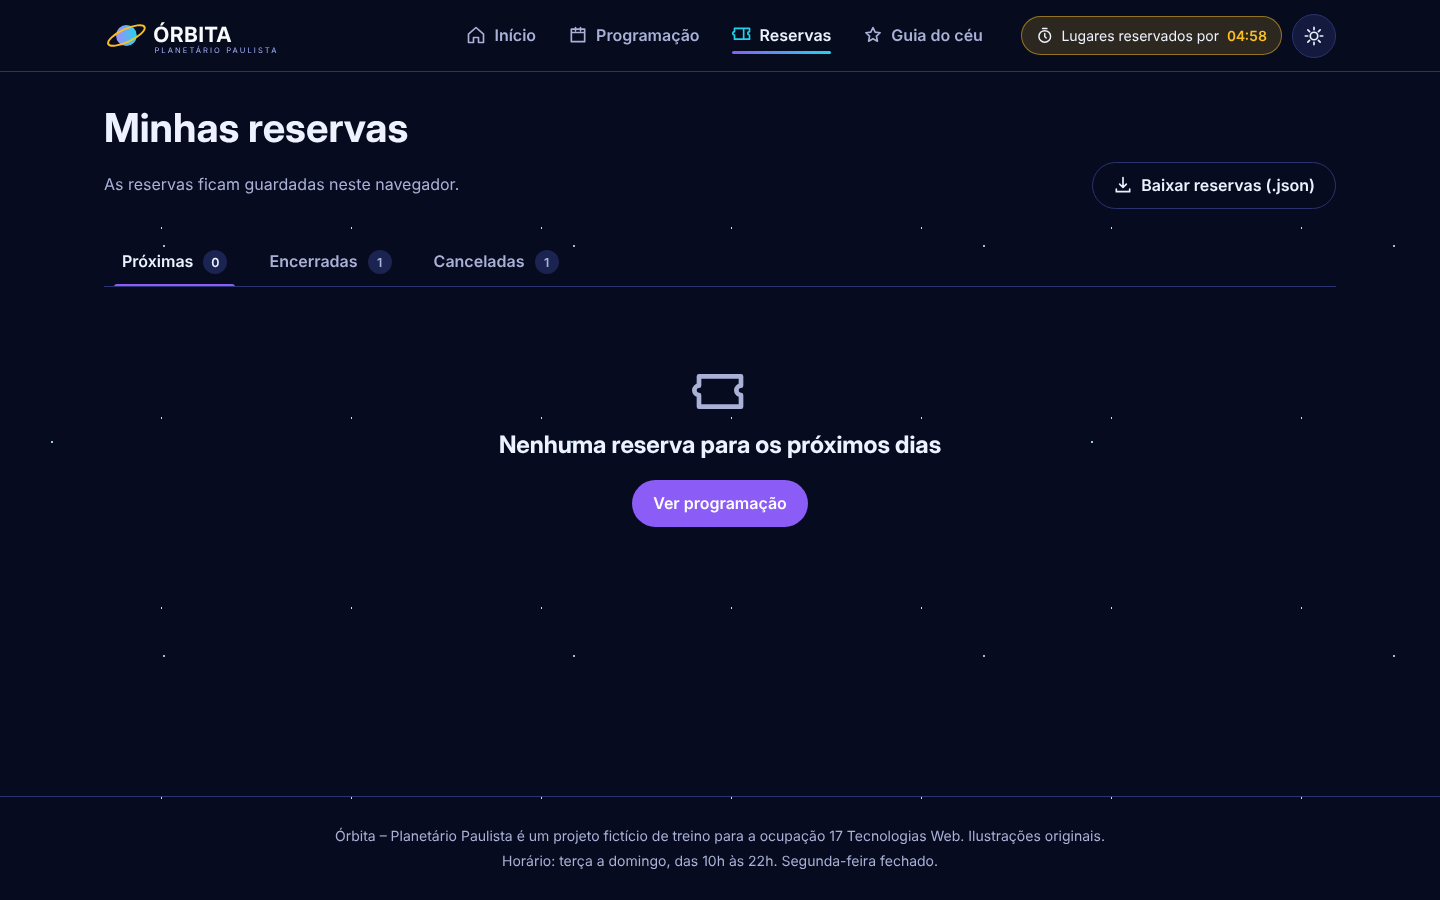 ÓRBITA
PLANETÁRIO PAULISTA
Início
Programação
Reservas
Guia do céu
Lugares reservados por 04:58
Minhas reservas
As reservas ficam guardadas neste navegador.
Baixar reservas (.json)
Próximas 0
Encerradas 1
Canceladas 1
Nenhuma reserva para os próximos dias
Ver programação
Órbita – Planetário Paulista é um projeto fictício de treino para a ocupação 17 Tecnologias Web. Ilustrações originais.
Horário: terça a domingo, das 10h às 22h. Segunda-feira fechado.